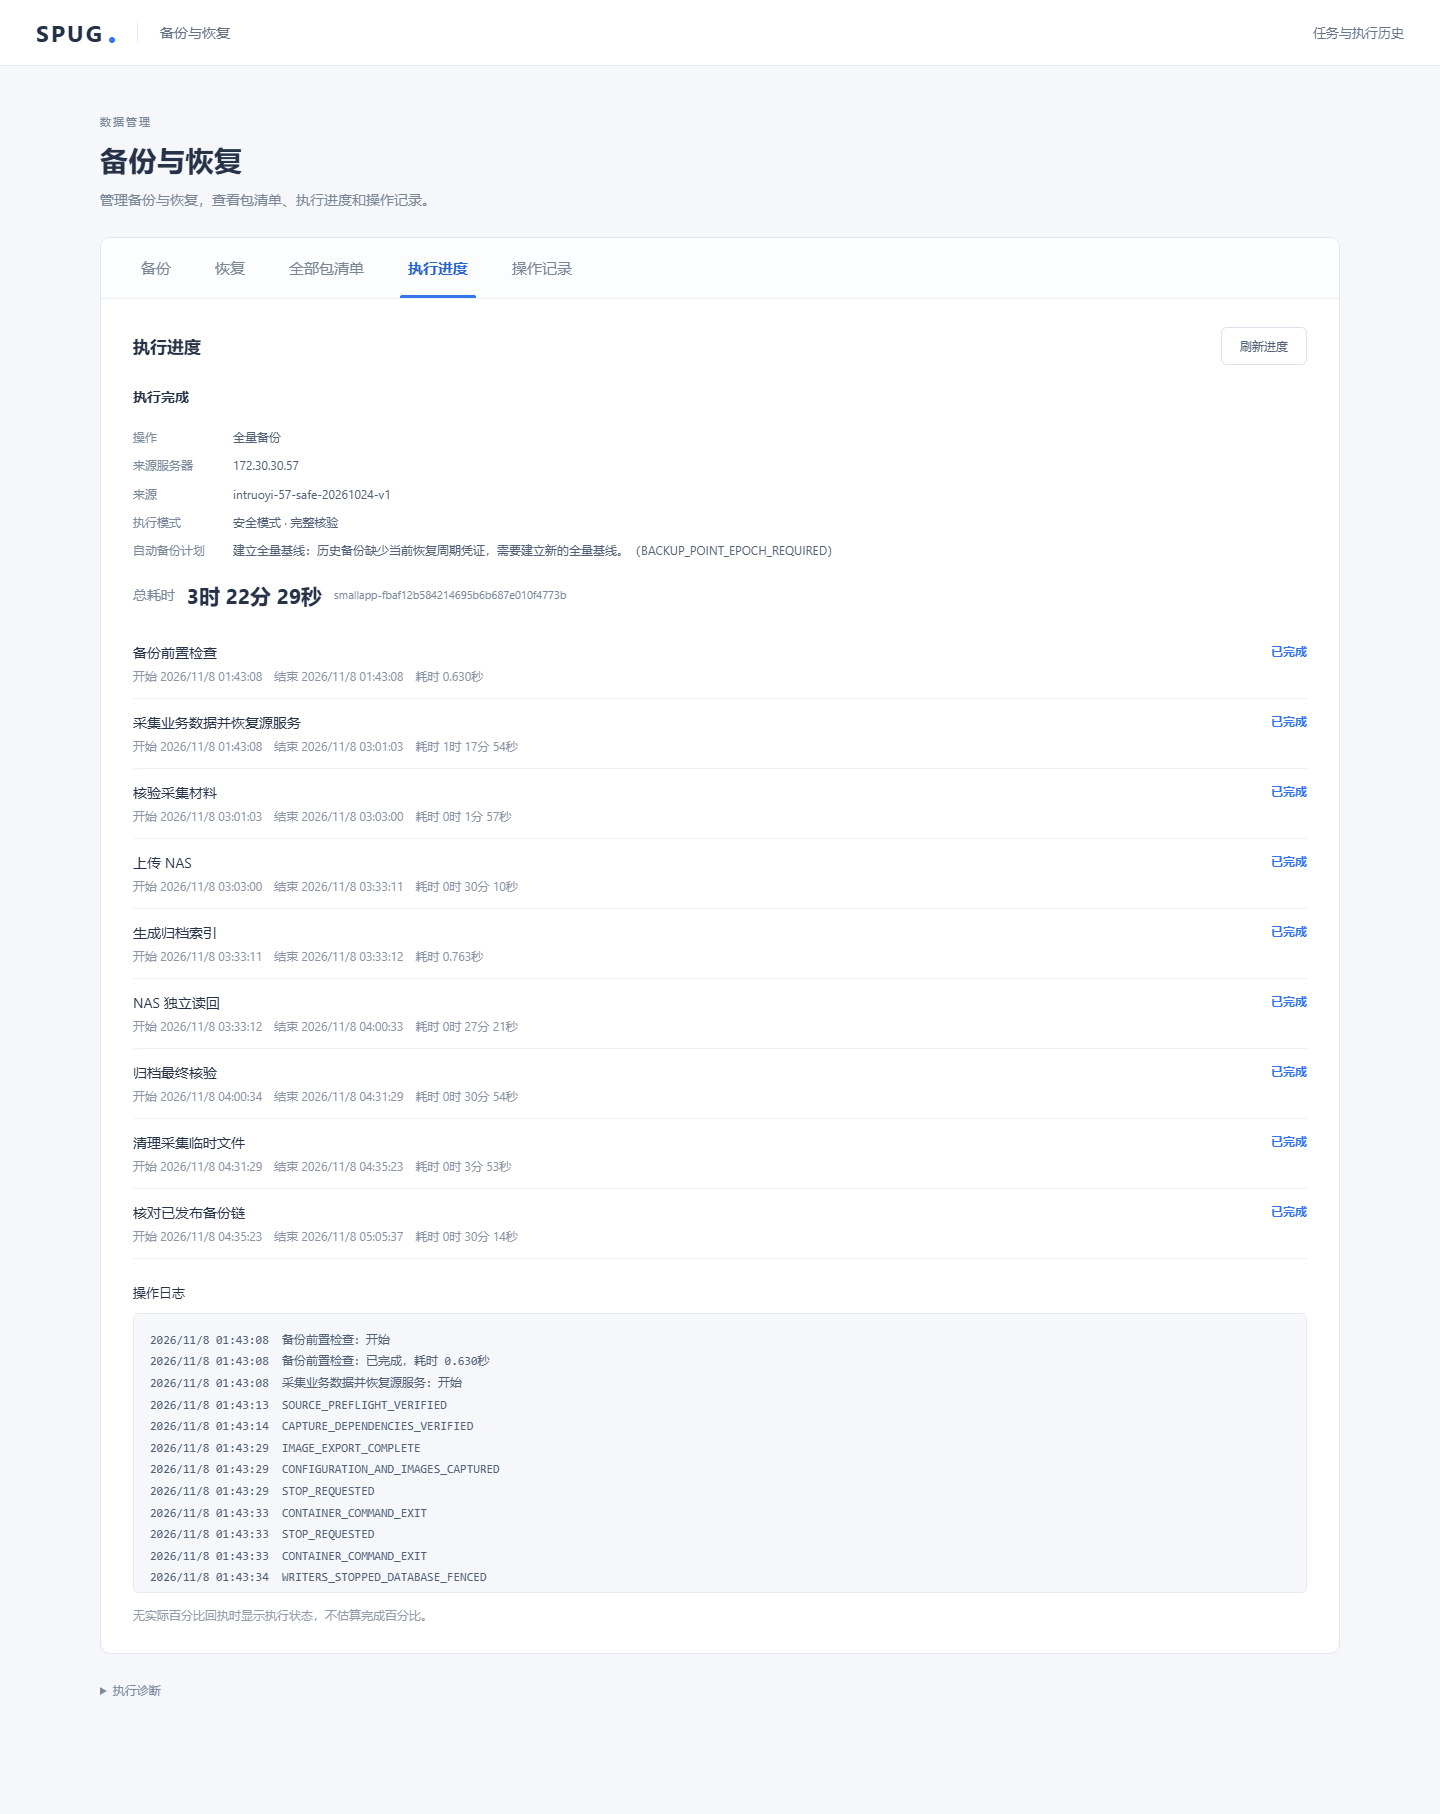 SPUG.
备份与恢复
任务与执行历史
数据管理
备份与恢复
管理备份与恢复，查看包清单、执行进度和操作记录。
备份 恢复 全部包清单 执行进度 操作记录
执行进度
刷新进度
执行完成
操作 全量备份
来源服务器 172.30.30.57
来源 intruoyi-57-safe-20261024-v1
执行模式 安全模式 · 完整核验
自动备份计划 建立全量基线：历史备份缺少当前恢复周期凭证，需要建立新的全量基线。（BACKUP_POINT_EPOCH_REQUIRED）
总耗时 3时 22分 29秒 smallapp-fbaf12b584214695b6b687e010f4773b
备份前置检查 已完成
开始 2026/11/8 01:43:08 结束 2026/11/8 01:43:08 耗时 0.630秒
采集业务数据并恢复源服务 已完成
开始 2026/11/8 01:43:08 结束 2026/11/8 03:01:03 耗时 1时 17分 54秒
核验采集材料 已完成
开始 2026/11/8 03:01:03 结束 2026/11/8 03:03:00 耗时 0时 1分 57秒
上传 NAS 已完成
开始 2026/11/8 03:03:00 结束 2026/11/8 03:33:11 耗时 0时 30分 10秒
生成归档索引 已完成
开始 2026/11/8 03:33:11 结束 2026/11/8 03:33:12 耗时 0.763秒
NAS 独立读回 已完成
开始 2026/11/8 03:33:12 结束 2026/11/8 04:00:33 耗时 0时 27分 21秒
归档最终核验 已完成
开始 2026/11/8 04:00:34 结束 2026/11/8 04:31:29 耗时 0时 30分 54秒
清理采集临时文件 已完成
开始 2026/11/8 04:31:29 结束 2026/11/8 04:35:23 耗时 0时 3分 53秒
核对已发布备份链 已完成
开始 2026/11/8 04:35:23 结束 2026/11/8 05:05:37 耗时 0时 30分 14秒
操作日志
2026/11/8 01:43:08 备份前置检查：开始
2026/11/8 01:43:08 备份前置检查：已完成，耗时 0.630秒
2026/11/8 01:43:08 采集业务数据并恢复源服务：开始
2026/11/8 01:43:13 SOURCE_PREFLIGHT_VERIFIED
2026/11/8 01:43:14 CAPTURE_DEPENDENCIES_VERIFIED
2026/11/8 01:43:29 IMAGE_EXPORT_COMPLETE
2026/11/8 01:43:29 CONFIGURATION_AND_IMAGES_CAPTURED
2026/11/8 01:43:29 STOP_REQUESTED
2026/11/8 01:43:33 CONTAINER_COMMAND_EXIT
2026/11/8 01:43:33 STOP_REQUESTED
2026/11/8 01:43:33 CONTAINER_COMMAND_EXIT
2026/11/8 01:43:34 WRITERS_STOPPED_DATABASE_FENCED
无实际百分比回执时显示执行状态，不估算完成百分比。
执行诊断